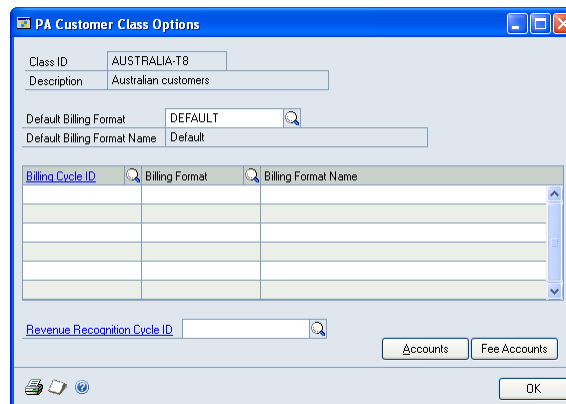 PA Customer Class Options
Class ID AUSTRALIA-T8
Description Australian customers
Default Billing Format DEFAULT
Default Billing Format Name Default
Billing Cycle ID Billing Format Billing Format Name
Revenue Recognition Cycle ID
Accounts Fee Accounts
OK